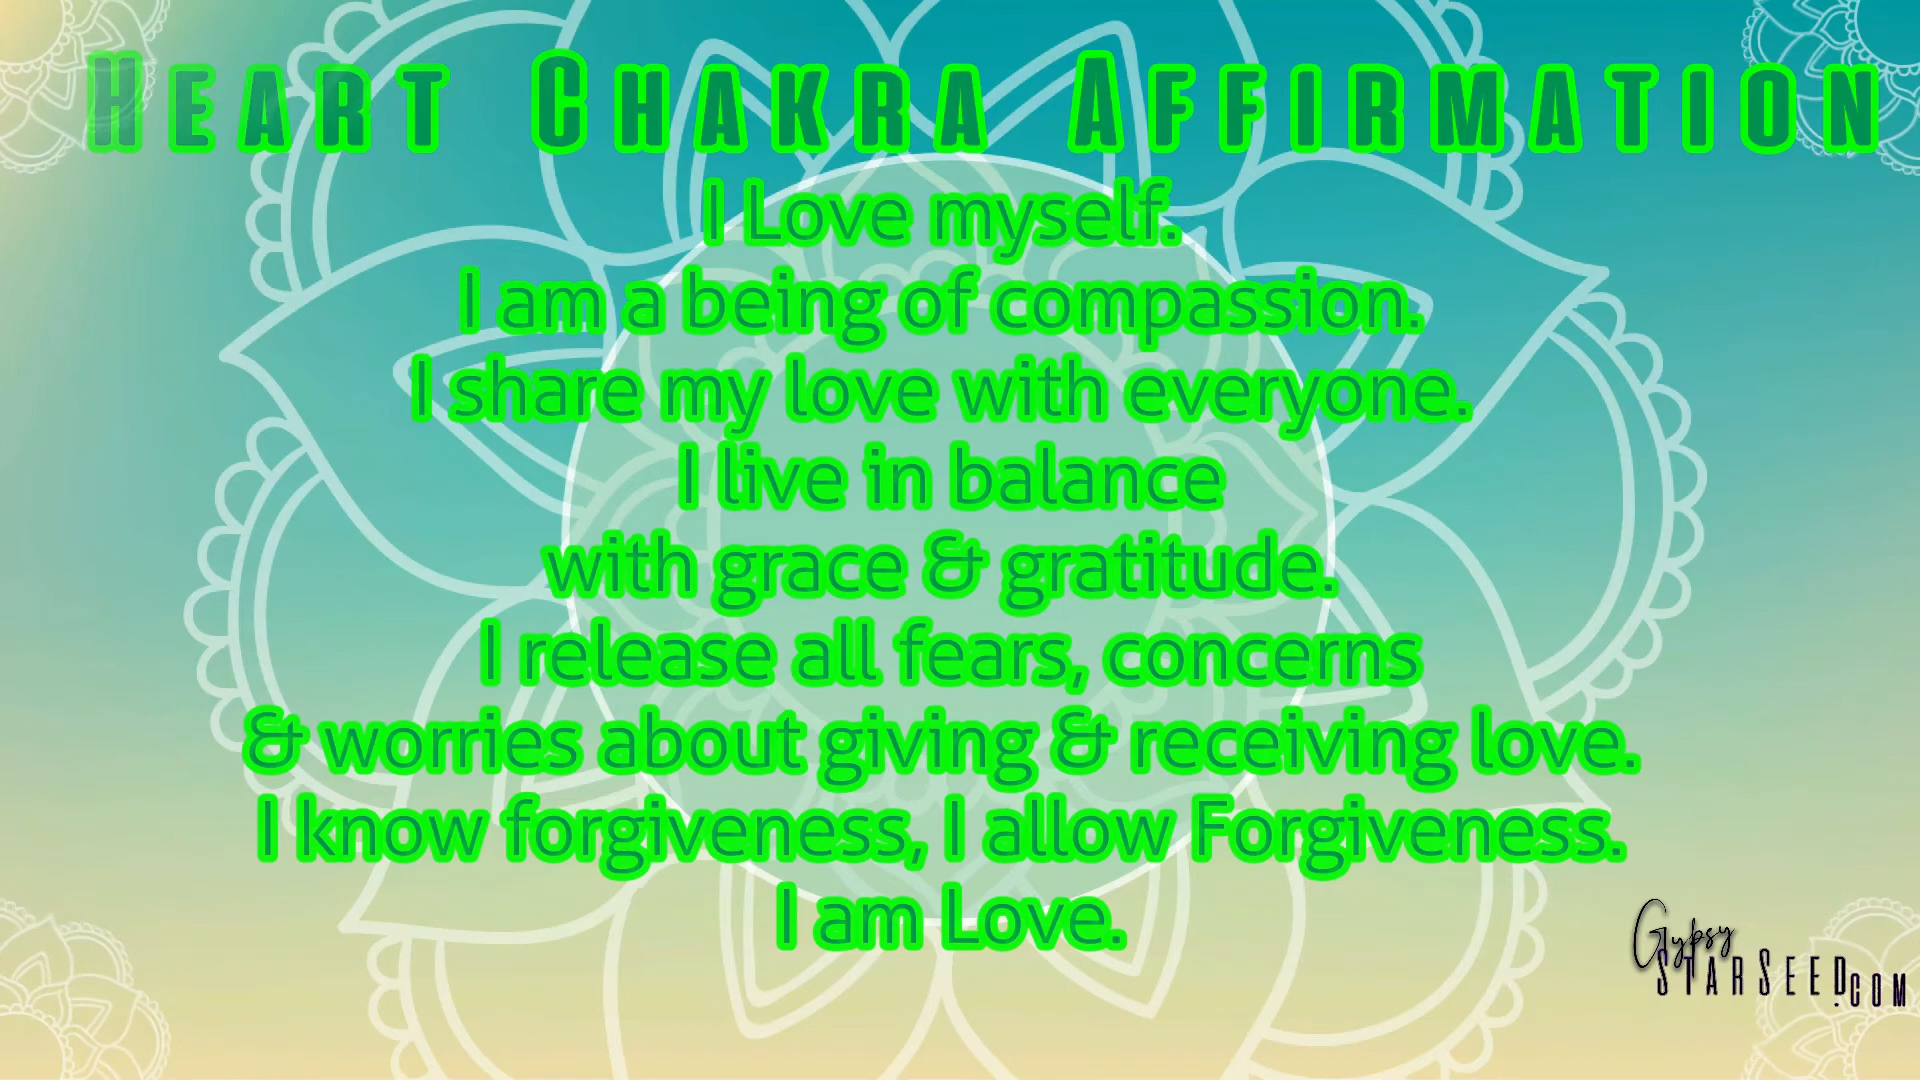 Heart Chakra Affirmation
I Love myself.
I am a being of compassion.
I share my love with everyone.
I live in balance
with grace & gratitude.
I release all fears, concerns
& worries about giving & receiving love.
I know forgiveness, I allow Forgiveness.
I am Love.
Gypsy
StarSeed.com